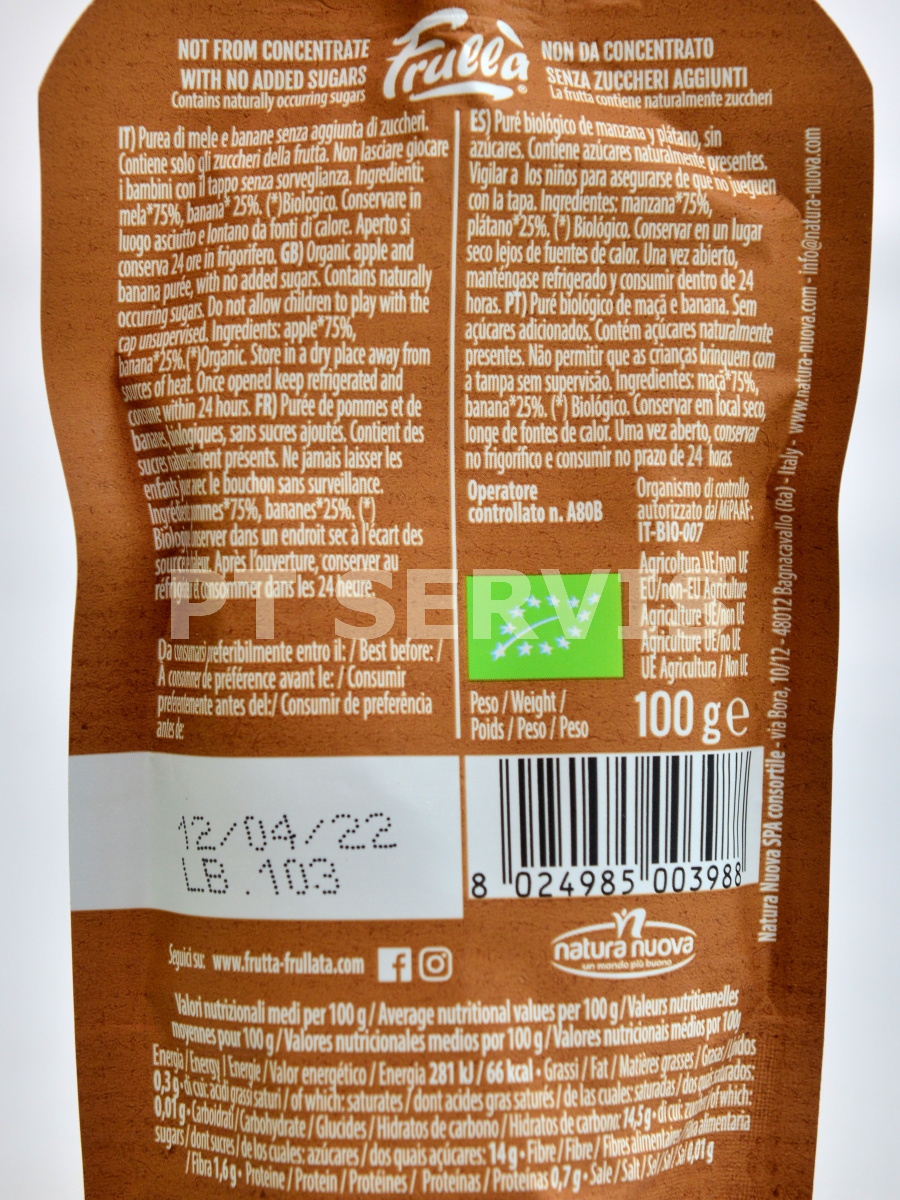 NOT FROM CONCENTRATE
WITH NO ADDED SUGARS
Contains naturally occurring sugars
Frullà
NON DA CONCENTRATO
SENZA ZUCCHERI AGGIUNTI
La frutta contiene naturalmente zuccheri
IT) Purea di mele e banane senza aggiunta di zuccheri.
Contiene solo gli zuccheri della frutta. Non lasciare giocare
i bambini con il tappo senza sorveglianza. Ingredienti:
mela*75%, banana* 25%. (*)Biologico. Conservare in
luogo asciutto e lontano da fonti di calore. Aperto si
conserva 24 ore in frigorifero. GB) Organic apple and
banana purée, with no added sugars. Contains naturally
occurring sugars. Do not allow children to play with the
cap unsupervised. Ingredients: apple*75%,
banana*25%.(*)Organic. Store in a dry place away from
sources of heat. Once opened keep refrigerated and
consume within 24 hours. FR) Purée de pommes et de
bananes biologiques, sans sucres ajoutés. Contient des
sucres naturellement présents. Ne jamais laisser les
enfants avec le bouchon sans surveillance.
75%, bananes*25%. (*)
dans un endroit sec à l'écart des
Après l'ouverture, conserver au
consommer dans les 24 heure.
Da consumarsi preferibilmente entro il: / Best before: /
À consommer de préférence avant le: / Consumir
preferentemente antes del:/ Consumir de preferência
antes de:
ES) Puré biológico de manzana y plátano, sin
azúcares. Contiene azúcares naturalmente presentes.
Vigilar a los niños para asegurarse de que no jueguen
con la tapa. Ingredientes: manzana*75%,
plátano*25%. (*) Biológico. Conservar en un lugar
seco lejos de fuentes de calor. Una vez abierto,
manténgase refrigerado y consumir dentro de 24
horas. PT) Puré biológico de maçã e banana. Sem
açúcares adicionados. Contém açúcares naturalmente
presentes. Não permitir que as crianças brinquem com
a tampa sem supervisão. Ingredientes: maçã*75%,
banana*25%. (*) Biológico. Conservar em local seco,
longe de fontes de calor. Uma vez aberto, conservar
no frigorífico e consumir no prazo de 24 horas.
Operatore
controllato n. A80B
Organismo di controllo
autorizzato dal MiPAAF:
IT-BIO-007
Agricoltura UE/non UE
EU/non-EU Agriculture
Agriculture UE/non UE
Agricultura UE/no UE
UE Agricultura / Non UE
PT SERVIS
Peso / Weight /
Poids / Peso / Peso
100 g e
12/04/22
LB.103
8 024985 003988
Natura Nuova SPA consortile - via Bora, 10/12 - 48012 Bagnacavallo (Ra) - Italy - www.natura-nuova.com - info@natura-nuova.com
Seguici su: www.frutta-frullata.com
natura nuova
un mondo più buono
Valori nutrizionali medi per 100 g / Average nutritional values per 100 g / Valeurs nutritionnelles
moyennes pour 100 g / Valores nutricionales medios por 100 g / Valores nutricionais médios por 100g
Energia / Energy / Energie / Valor energético / Energia 281 kJ / 66 kcal • Grassi / Fat / Matières grasses / Grasas /
0,3 g • di cui: acidi grassi saturi / of which: saturates / dont acides gras saturés / de las cuales: saturadas / dos quais
0,01 g • Carboidrati / Carbohydrate / Glucides / Hidratos de carbono / Hidratos de carbono: 14,5 g • di cui: of which:
sugars / dont sucres / de los cuales: azúcares / dos quais açúcares: 14 g • Fibre / Fibre / Fibres alimentaires alimentaria
/ Fibra 1,6 g • Proteine / Protein / Protéines / Proteínas / Proteínas 0,7 g • Sale / Salt / Sel / Sal / Sal 0,01 g